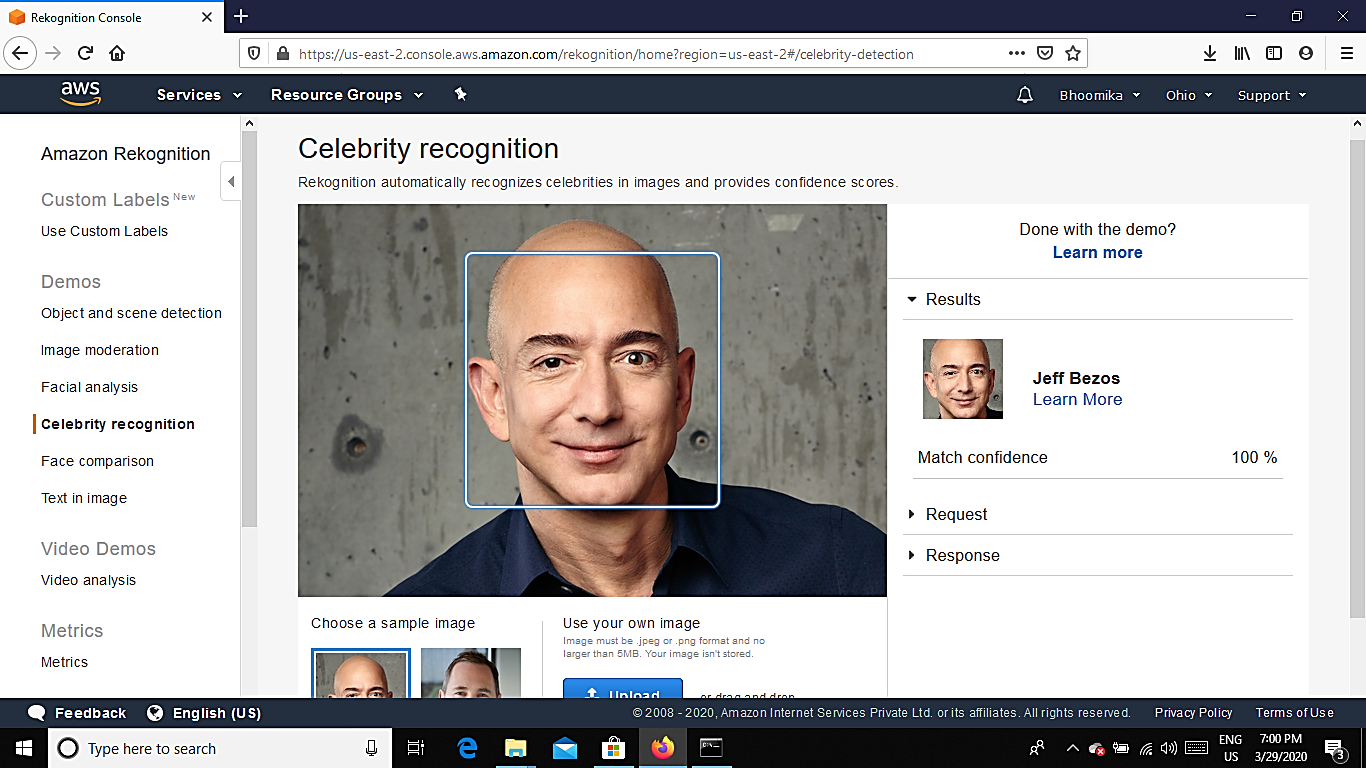 Rekognition Console
https://us-east-2.console.aws.amazon.com/rekognition/home?region=us-east-2#/celebrity-detection
aws
Services
Resource Groups
Bhoomika
Ohio
Support
Amazon Rekognition
Custom Labels New
Use Custom Labels
Demos
Object and scene detection
Image moderation
Facial analysis
Celebrity recognition
Face comparison
Text in image
Video Demos
Video analysis
Metrics
Metrics
Celebrity recognition
Rekognition automatically recognizes celebrities in images and provides confidence scores.
Choose a sample image
Use your own image
Image must be .jpeg or .png format and no
larger than 5MB. Your image isn't stored.
Upload
or drag and drop
Done with the demo?
Learn more
Results
Jeff Bezos
Learn More
Match confidence 100 %
Request
Response
Feedback
English (US)
© 2008 - 2020, Amazon Internet Services Private Ltd. or its affiliates. All rights reserved.
Privacy Policy
Terms of Use
Type here to search
ENG
US
7:00 PM
3/29/2020
3